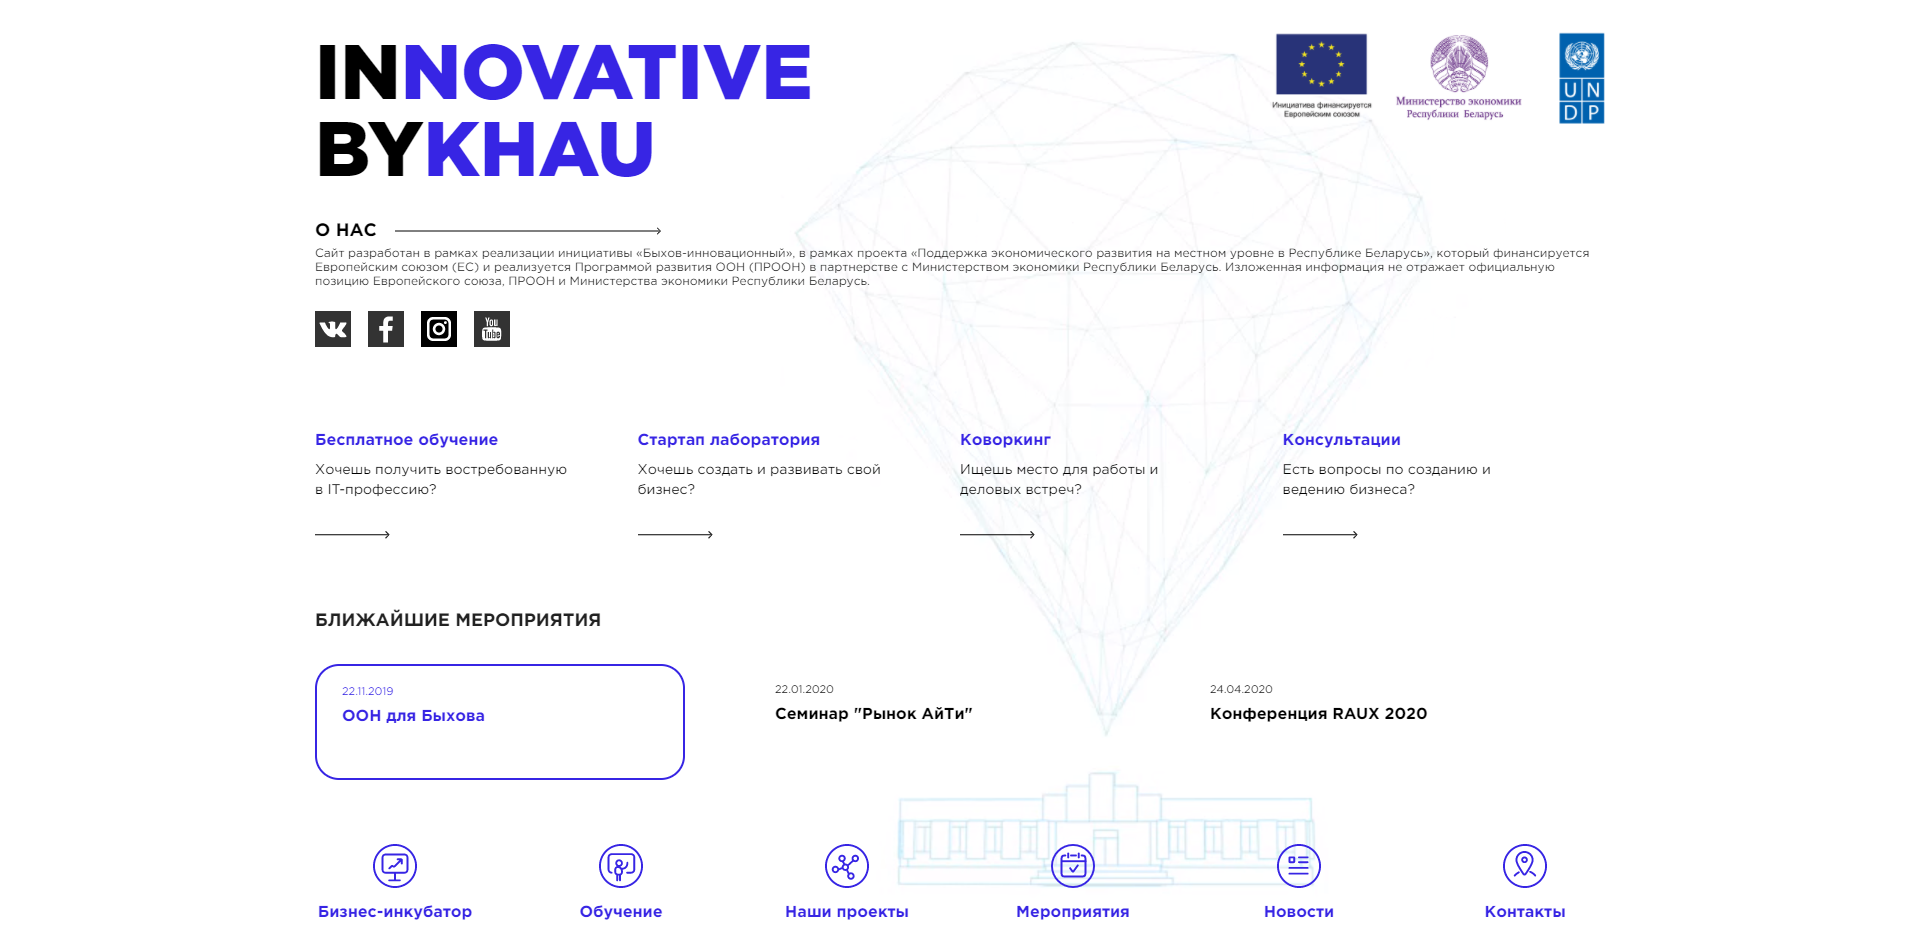 INNOVATIVE
BYKHAU
Инициатива финансируется
Европейским союзом
Министерство экономики
Республики Беларусь
U N
D P
О НАС
Сайт разработан в рамках реализации инициативы «Быхов-инновационный», в рамках проекта «Поддержка экономического развития на местном уровне в Республике Беларусь», который финансируется
Европейским союзом (ЕС) и реализуется Программой развития ООН (ПРООН) в партнерстве с Министерством экономики Республики Беларусь. Изложенная информация не отражает официальную
позицию Европейского союза, ПРООН и Министерства экономики Республики Беларусь.
You
Tube
Бесплатное обучение
Хочешь получить востребованную
в IT-профессию?
Стартап лаборатория
Хочешь создать и развивать свой
бизнес?
Коворкинг
Ищешь место для работы и
деловых встреч?
Консультации
Есть вопросы по созданию и
ведению бизнеса?
БЛИЖАЙШИЕ МЕРОПРИЯТИЯ
22.11.2019
ООН для Быхова
22.01.2020
Семинар "Рынок АйТи"
24.04.2020
Конференция RAUX 2020
Бизнес-инкубатор
Обучение
Наши проекты
Мероприятия
Новости
Контакты